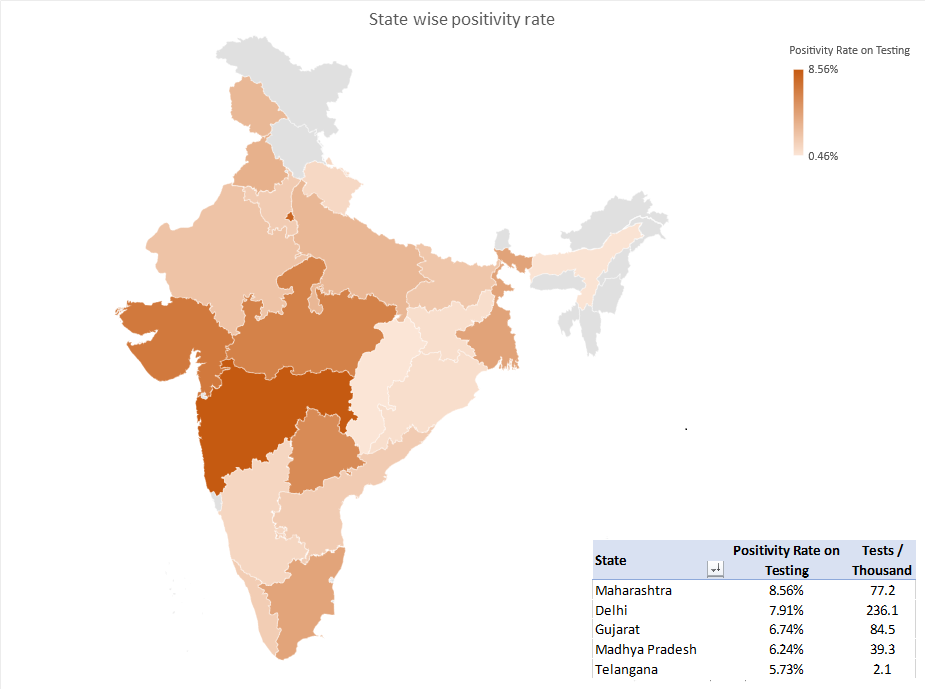 State wise positivity rate
Positivity Rate on Testing
8.56%
0.46%
State Positivity Rate on Testing Tests / Thousand
Maharashtra 8.56% 77.2
Delhi 7.91% 236.1
Gujarat 6.74% 84.5
Madhya Pradesh 6.24% 39.3
Telangana 5.73% 2.1